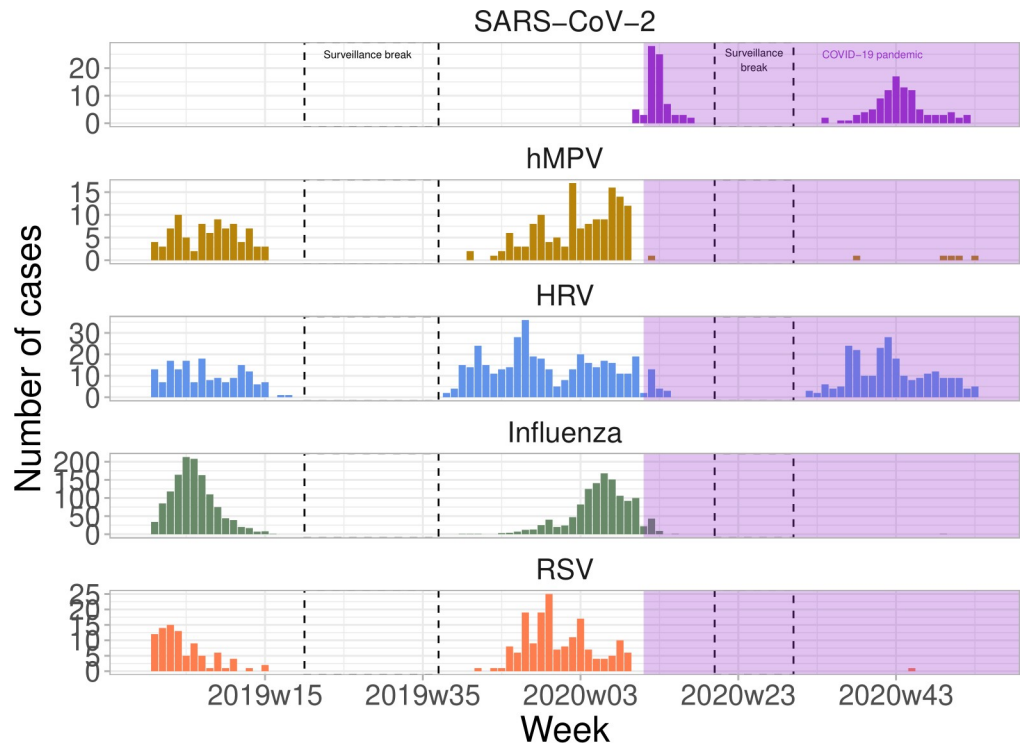 SARS−CoV−2
Surveillance break
Surveillance
break
COVID−19 pandemic
20
10
0
hMPV
15
10
5
0
HRV
30
20
10
0
Influenza
200
150
100
50
0
RSV
25
20
15
10
5
0
Number of cases
2019w15 2019w35 2020w03 2020w23 2020w43
Week